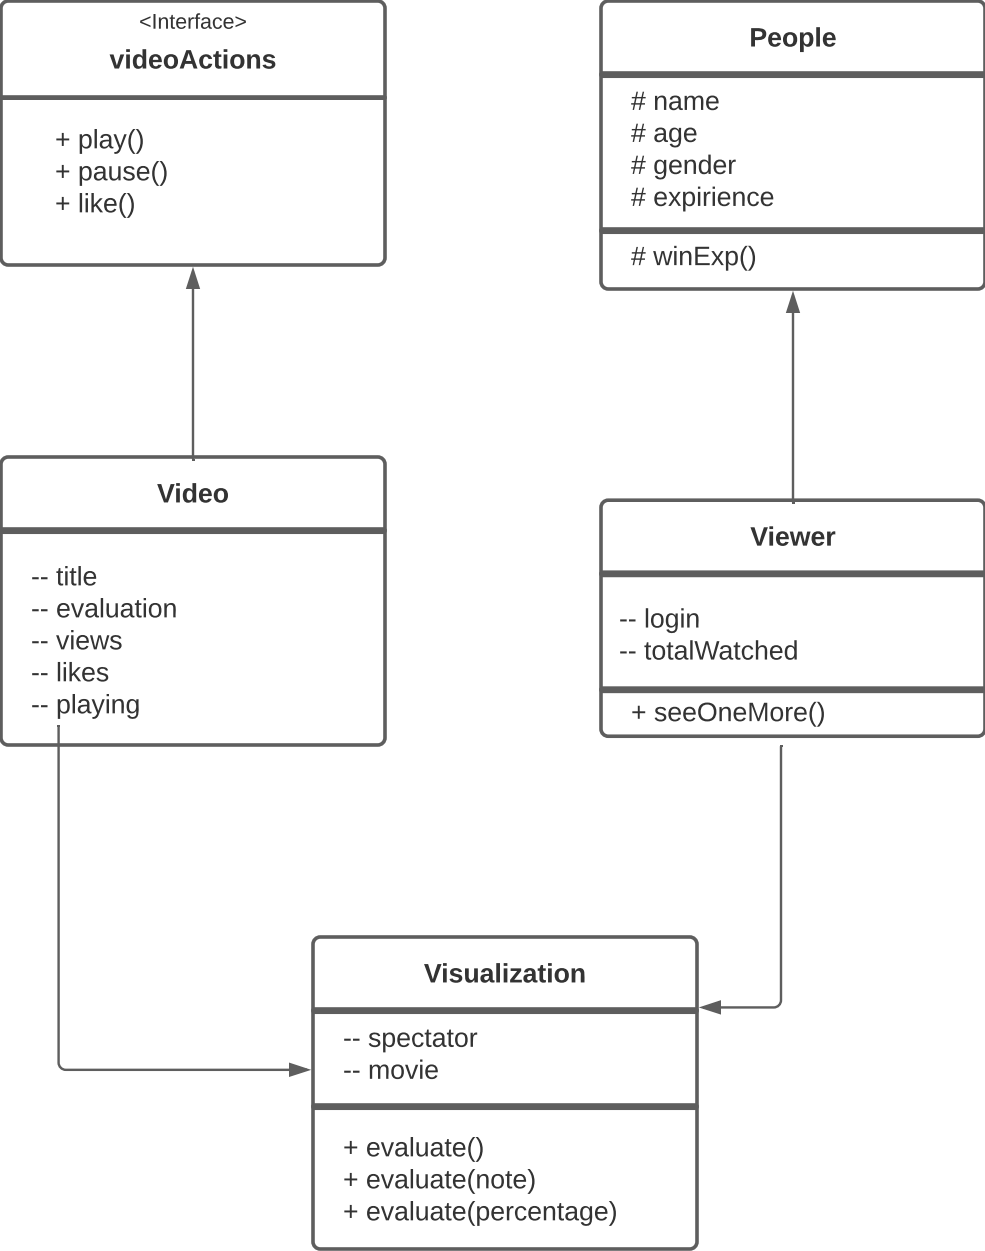 <Interface>
videoActions
+ play()
+ pause()
+ like()
People
# name
# age
# gender
# expirience
# winExp()
Video
-- title
-- evaluation
-- views
-- likes
-- playing
Viewer
-- login
-- totalWatched
+ seeOneMore()
Visualization
-- spectator
-- movie
+ evaluate()
+ evaluate(note)
+ evaluate(percentage)